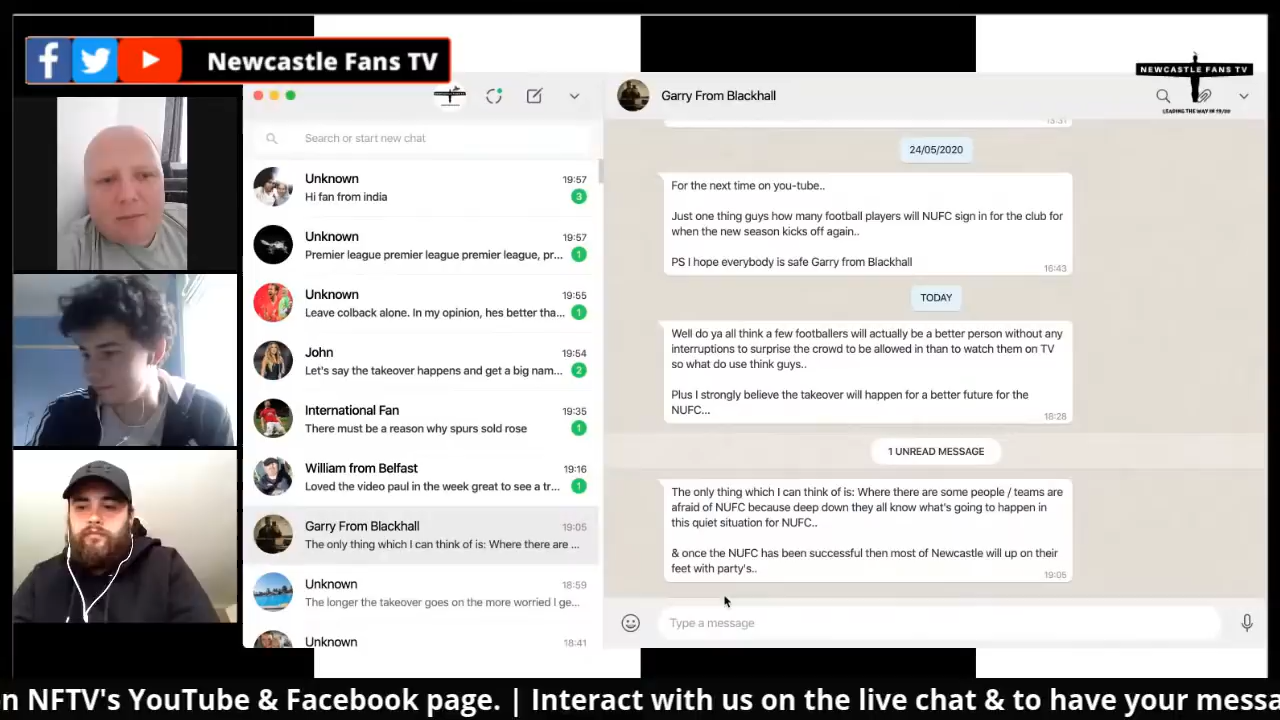 Newcastle Fans TV
NEWCASTLE FANS TV
LEADING THE WAY IN 19/20
Search or start new chat
Unknown 19:57
Hi fan from india 3
Unknown 19:57
Premier league premier league premier league, pr... 1
Unknown 19:55
Leave colback alone. In my opinion, hes better tha... 1
John 19:54
Let's say the takeover happens and get a big nam... 2
International Fan 19:35
There must be a reason why spurs sold rose 1
William from Belfast 19:16
Loved the video paul in the week great to see a tr... 1
Garry From Blackhall 19:05
The only thing which I can think of is: Where there are ...
Unknown 18:59
The longer the takeover goes on the more worried I ge...
Unknown 18:41
Garry From Blackhall
24/05/2020
For the next time on you-tube..
Just one thing guys how many football players will NUFC sign in for the club for
when the new season kicks off again..
PS I hope everybody is safe Garry from Blackhall
16:43
TODAY
Well do ya all think a few footballers will actually be a better person without any
interruptions to surprise the crowd to be allowed in than to watch them on TV
so what do use think guys..
Plus I strongly believe the takeover will happen for a better future for the
NUFC...
18:28
1 UNREAD MESSAGE
The only thing which I can think of is: Where there are some people / teams are
afraid of NUFC because deep down they all know what's going to happen in
this quiet situation for NUFC..
& once the NUFC has been successful then most of Newcastle will up on their
feet with party's..
19:05
Type a message
n NFTV's YouTube & Facebook page. | Interact with us on the live chat & to have your messa